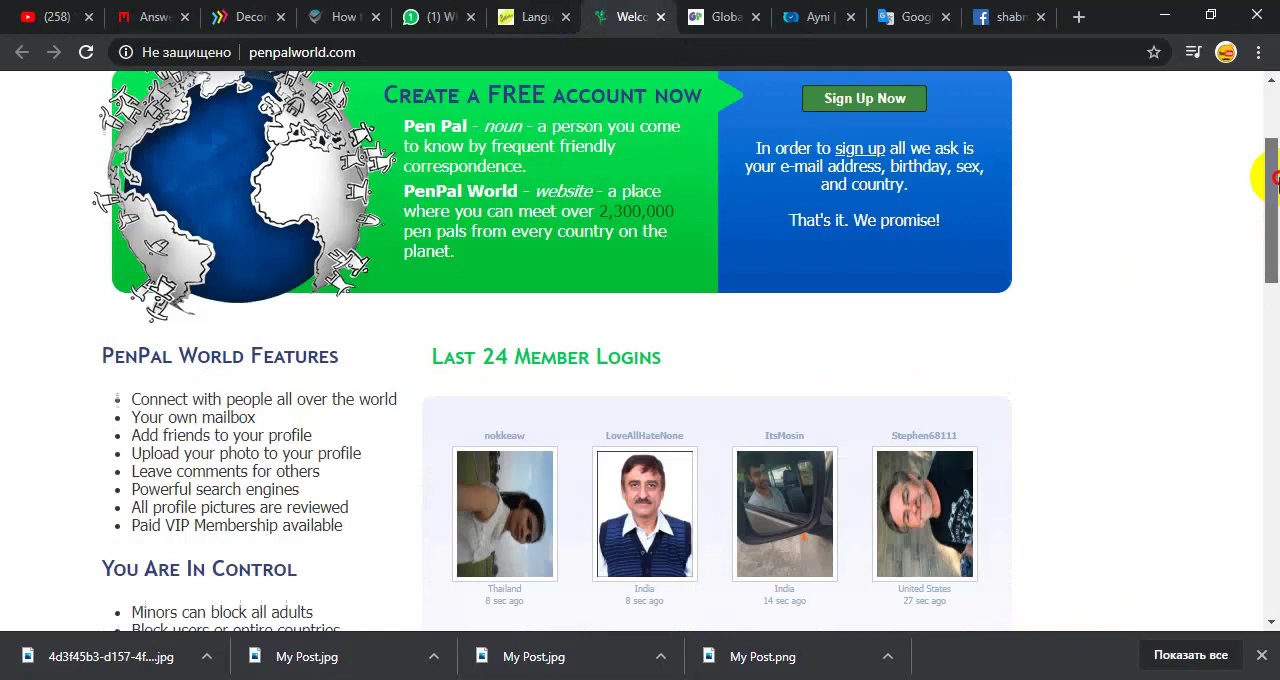 (258) Y
Answ
Decor
How t
(1) W
Langu
Welco
Globa
Ayni |
Goog
shabn
Не защищено
penpalworld.com
Create a FREE account now
Pen Pal - noun - a person you come
to know by frequent friendly
correspondence.
PenPal World - website - a place
where you can meet over 2,300,000
pen pals from every country on the
planet.
Sign Up Now
In order to sign up all we ask is
your e-mail address, birthday, sex,
and country.
That's it. We promise!
PenPal World Features
Connect with people all over the world
Your own mailbox
Add friends to your profile
Upload your photo to your profile
Leave comments for others
Powerful search engines
All profile pictures are reviewed
Paid VIP Membership available
You Are In Control
Minors can block all adults
Block users or entire countries
Last 24 Member Logins
nokkeaw
LoveAllHateNone
ItsMosin
Stephen68111
Thailand
8 sec ago
India
8 sec ago
India
14 sec ago
United States
27 sec ago
4d3f45b3-d157-4f....jpg
My Post.jpg
My Post.jpg
My Post.png
Показать все